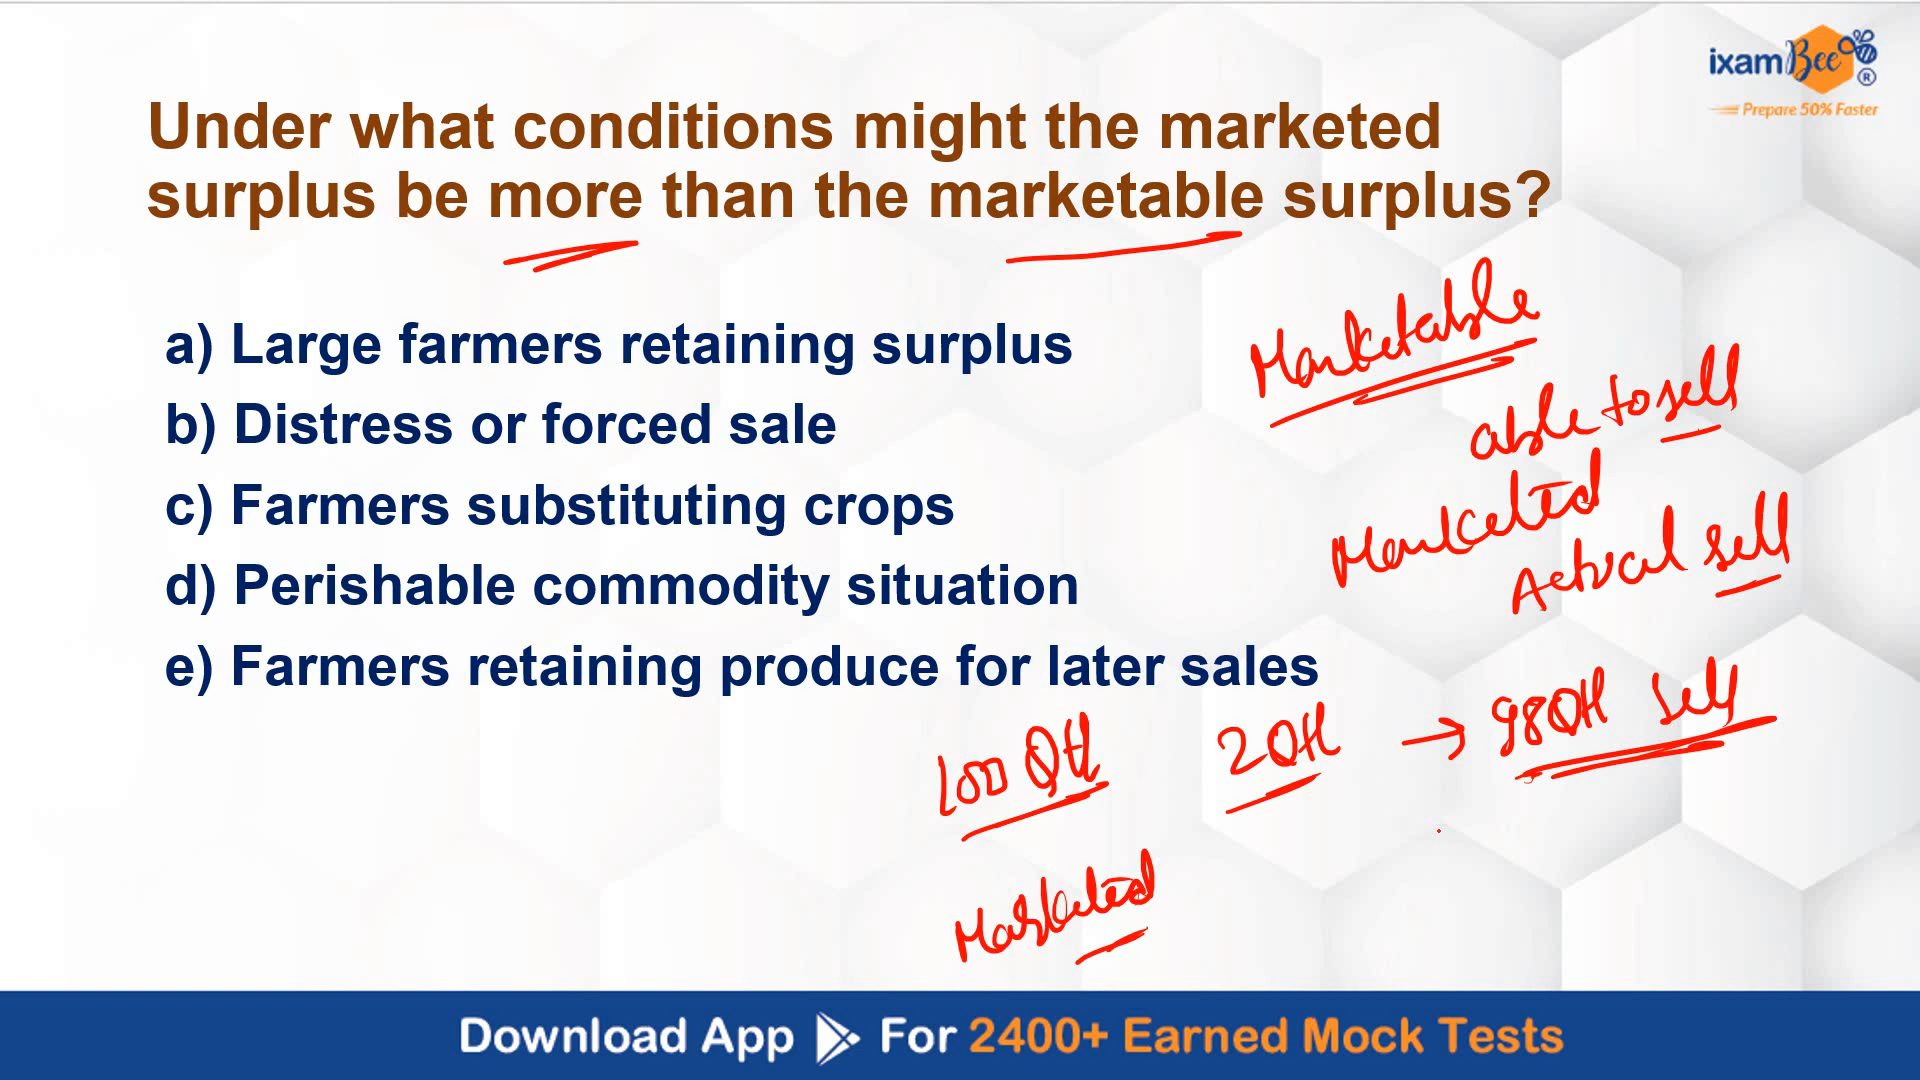 ixamBee
®
Prepare 50% Faster
Under what conditions might the marketed
surplus be more than the marketable surplus?
a) Large farmers retaining surplus
b) Distress or forced sale
c) Farmers substituting crops
d) Perishable commodity situation
e) Farmers retaining produce for later sales
Marketable
able to sell
Marketed
Actual sell
100 Qtl 2 Qtl → 98 Qtl sell
Marketed
Download App For 2400+ Earned Mock Tests